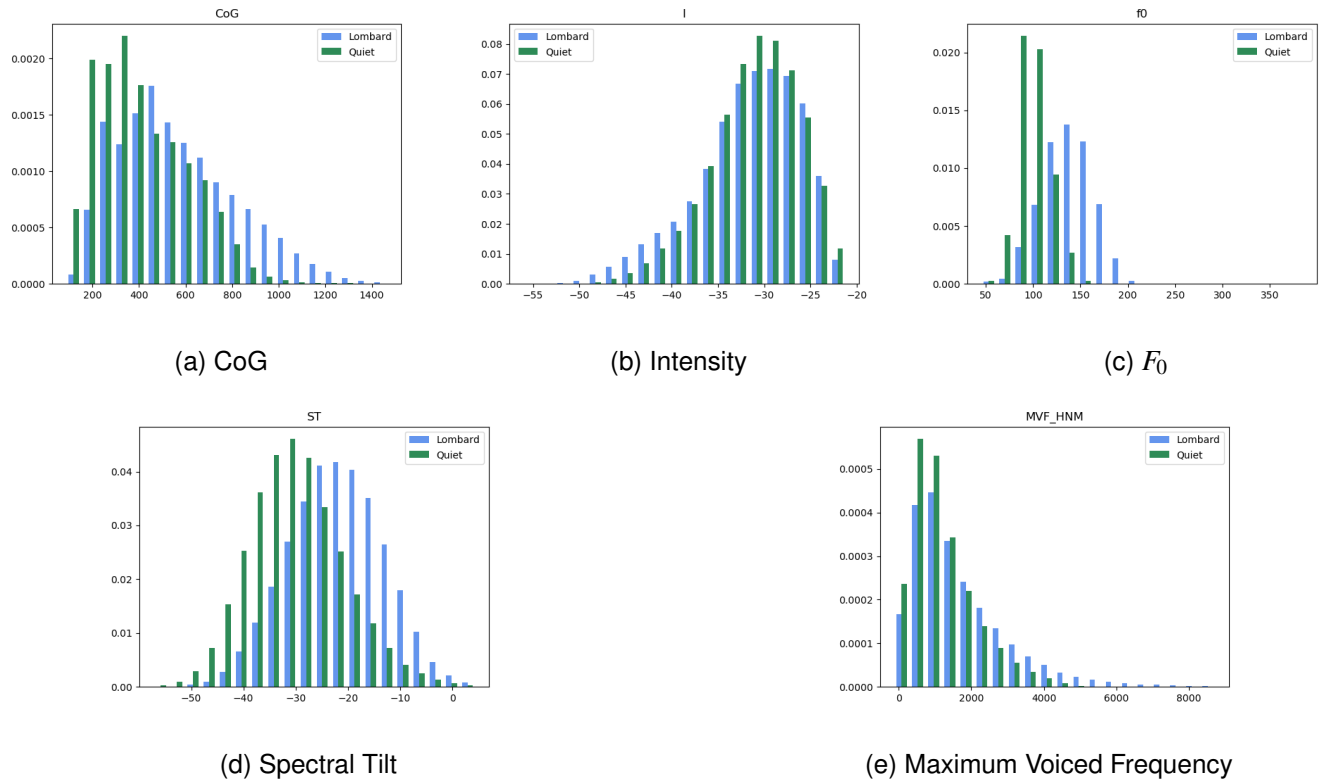 CoG
Lombard
Quiet
0.0020
0.0015
0.0010
0.0005
0.0000
200 400 600 800 1000 1200 1400
(a) CoG
I
Lombard
Quiet
0.08
0.07
0.06
0.05
0.04
0.03
0.02
0.01
0.00
−55 −50 −45 −40 −35 −30 −25 −20
(b) Intensity
f0
Lombard
Quiet
0.020
0.015
0.010
0.005
0.000
50 100 150 200 250 300 350
(c) F0
ST
Lombard
Quiet
0.04
0.03
0.02
0.01
0.00
−50 −40 −30 −20 −10 0
(d) Spectral Tilt
MVF_HNM
Lombard
Quiet
0.0005
0.0004
0.0003
0.0002
0.0001
0.0000
0 2000 4000 6000 8000
(e) Maximum Voiced Frequency